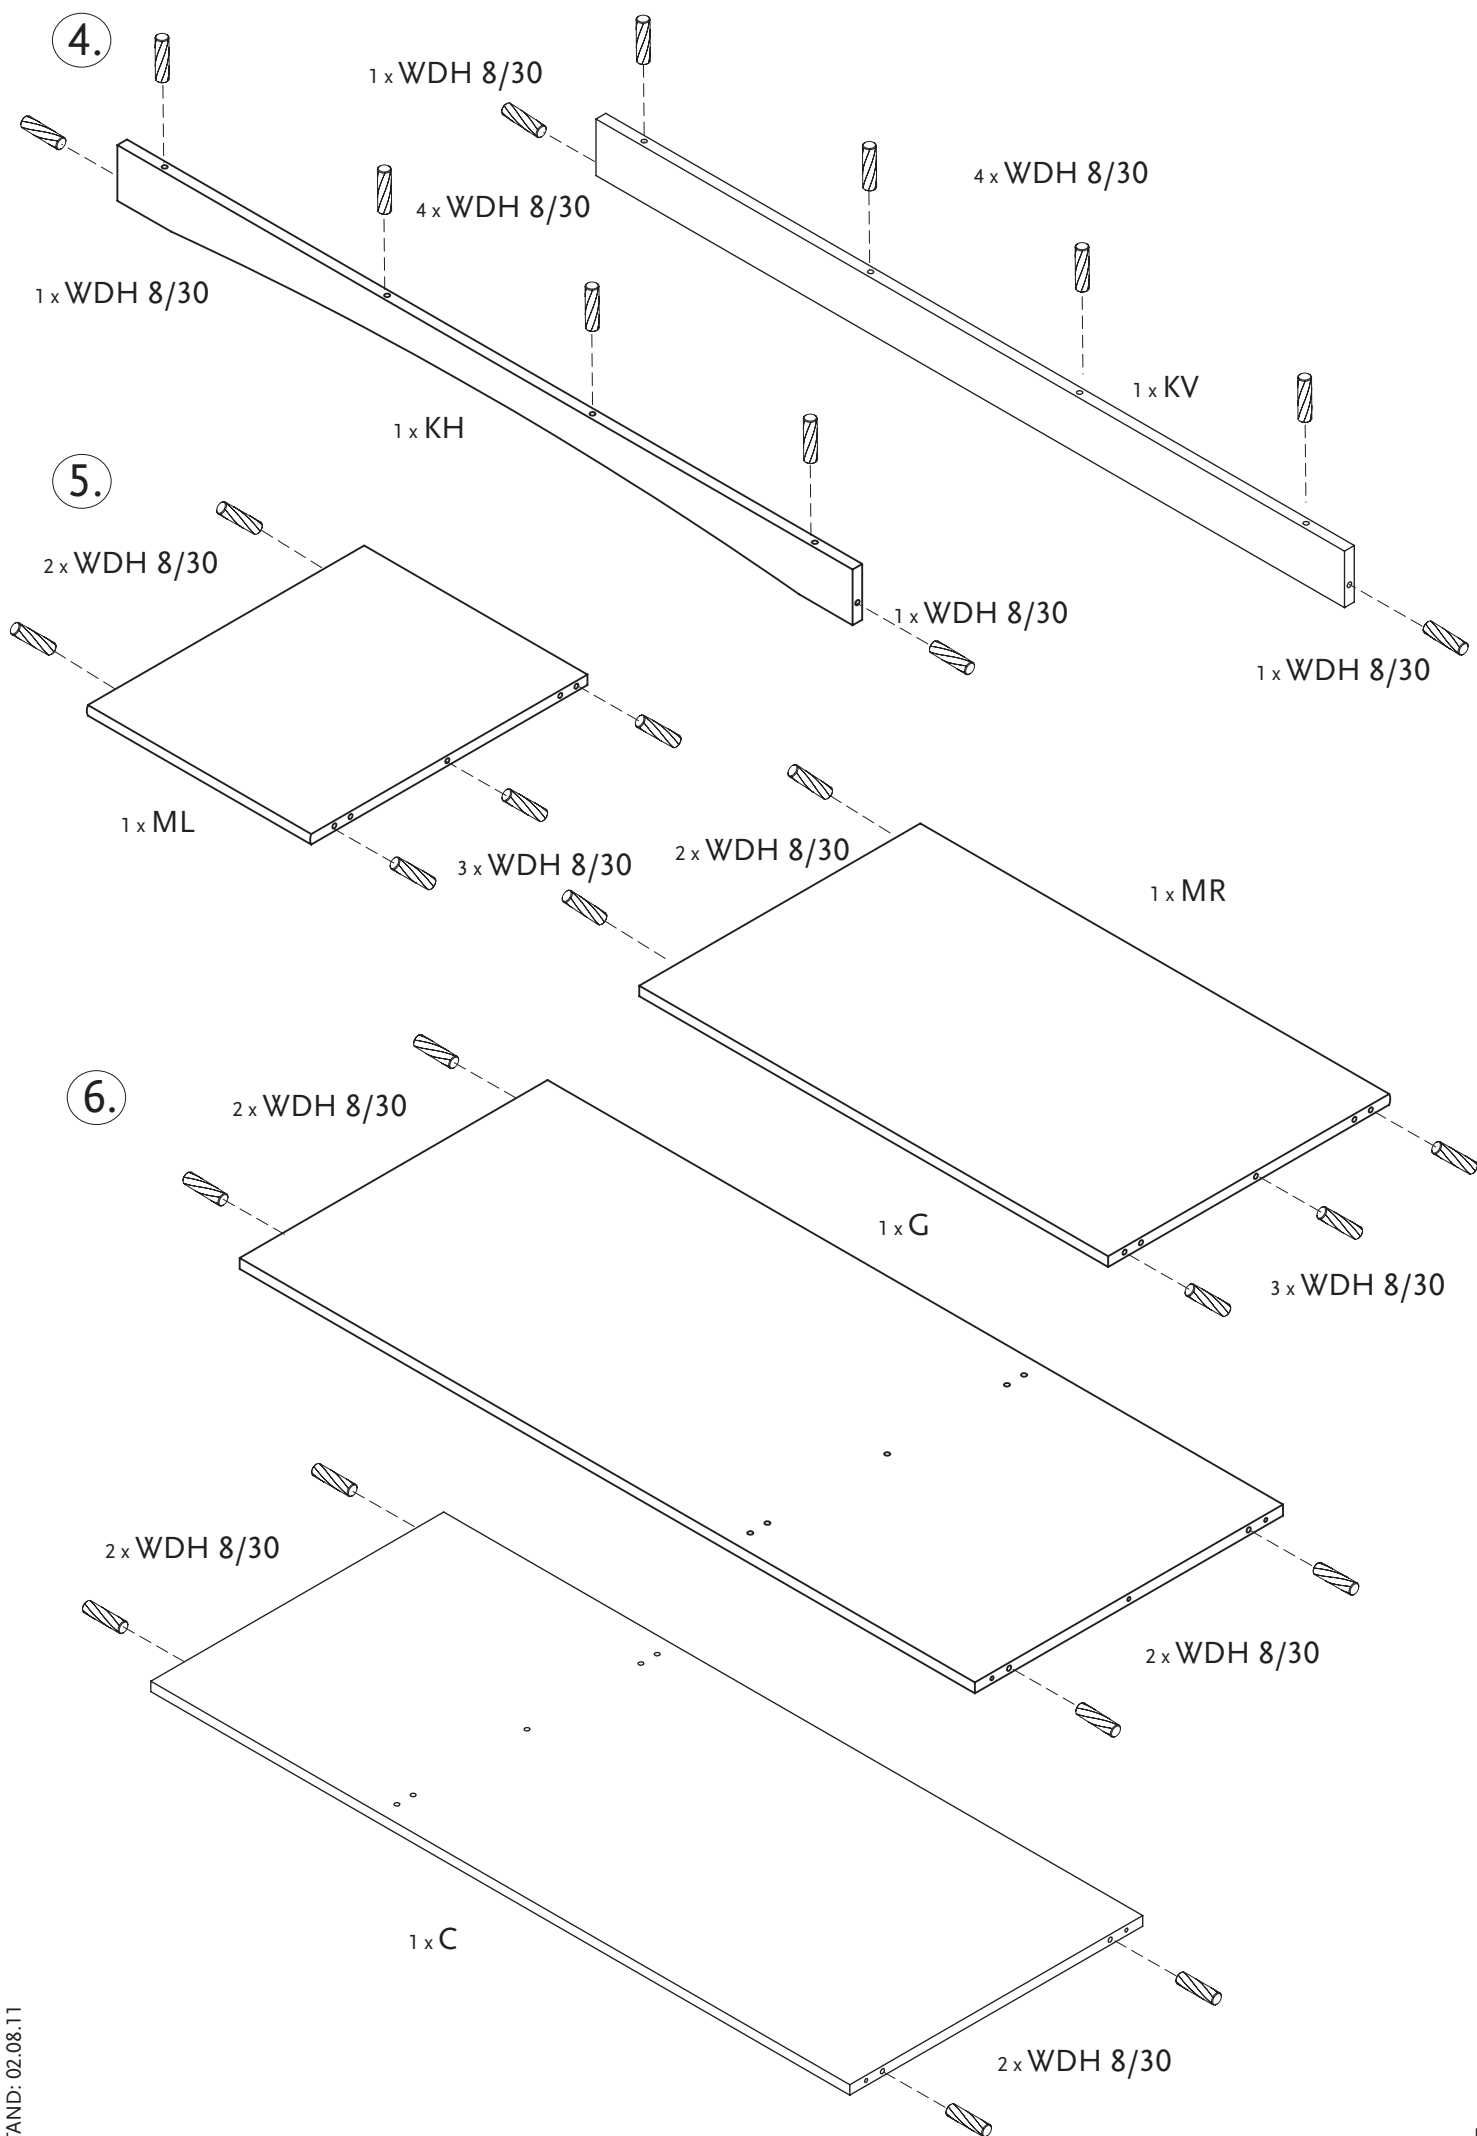 4.
1 x WDH 8/30
4 x WDH 8/30
4 x WDH 8/30
1 x WDH 8/30
1 x KV
1 x KH
5.
2 x WDH 8/30
1 x WDH 8/30
1 x WDH 8/30
1 x ML
3 x WDH 8/30
2 x WDH 8/30
1 x MR
6.
2 x WDH 8/30
1 x G
3 x WDH 8/30
2 x WDH 8/30
2 x WDH 8/30
1 x C
2 x WDH 8/30
TAND: 02.08.11